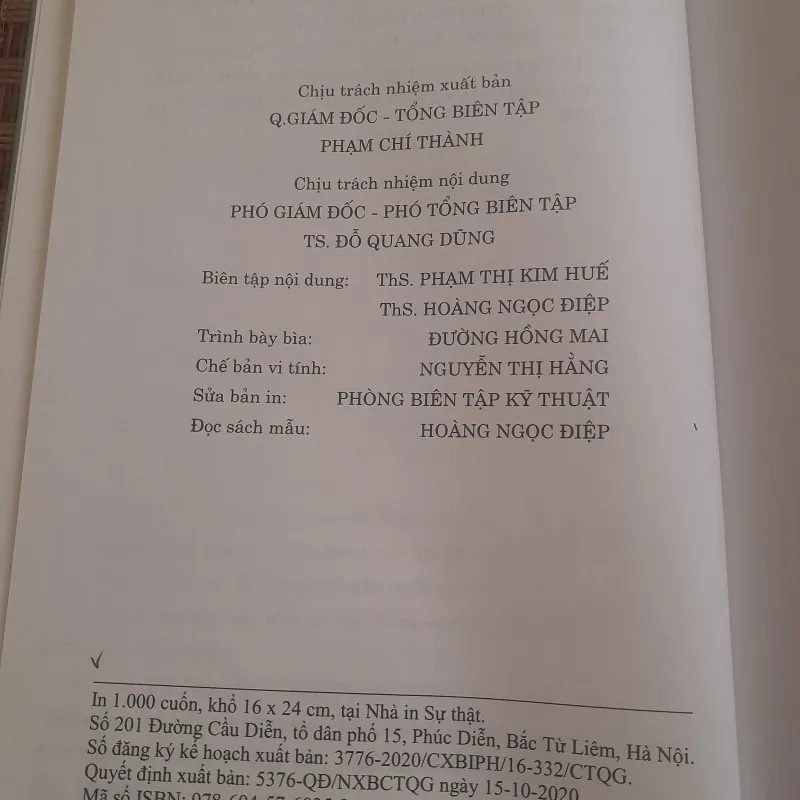 Chịu trách nhiệm xuất bản
Q.GIÁM ĐỐC - TỔNG BIÊN TẬP
PHẠM CHÍ THÀNH
Chịu trách nhiệm nội dung
PHÓ GIÁM ĐỐC - PHÓ TỔNG BIÊN TẬP
TS. ĐỖ QUANG DŨNG
Biên tập nội dung: ThS. PHẠM THỊ KIM HUẾ
ThS. HOÀNG NGỌC ĐIỆP
Trình bày bìa: ĐƯỜNG HỒNG MAI
Chế bản vi tính: NGUYỄN THỊ HẰNG
Sửa bản in: PHÒNG BIÊN TẬP KỸ THUẬT
Đọc sách mẫu: HOÀNG NGỌC ĐIỆP
In 1.000 cuốn, khổ 16 x 24 cm, tại Nhà in Sự thật.
Số 201 Đường Cầu Diễn, tổ dân phố 15, Phúc Diễn, Bắc Từ Liêm, Hà Nội.
Số đăng ký kế hoạch xuất bản: 3776-2020/CXBIPH/16-332/CTQG.
Quyết định xuất bản: 5376-QĐ/NXBCTQG ngày 15-10-2020
Mã số ISBN: